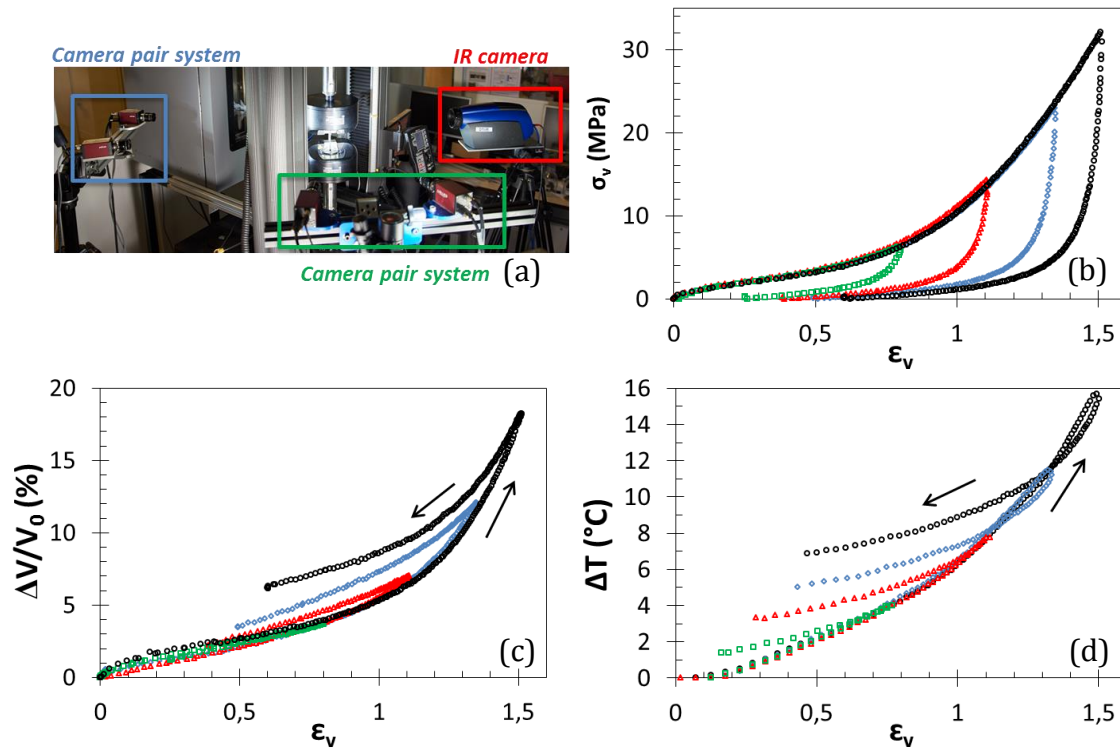 Camera pair system
IR camera
Camera pair system
(a)
σv (MPa)
30
20
10
0
0
0,5
1
1,5
εv
(b)
ΔV/V0 (%)
20
15
10
5
0
0
0,5
1
1,5
εv
(c)
ΔT (°C)
16
14
12
10
8
6
4
2
0
0
0,5
1
1,5
εv
(d)